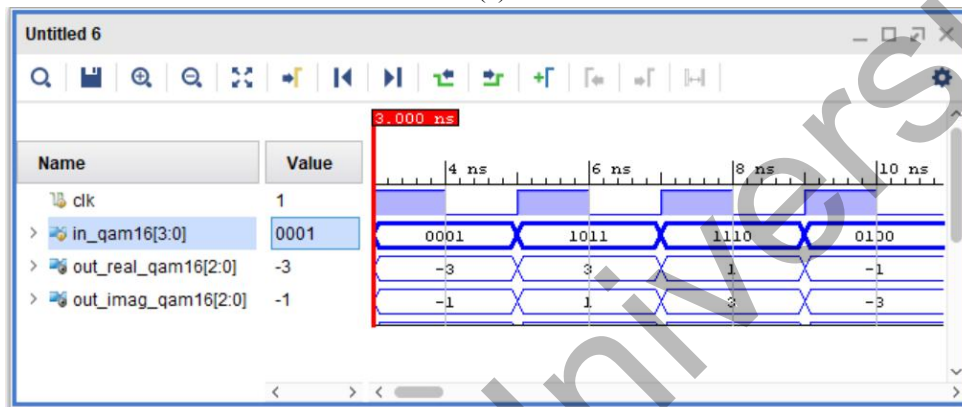 Untitled 6
3.000 ns
Name Value
4 ns 6 ns 8 ns 10 ns
clk 1
in_qam16[3:0] 0001 0001 1011 1110 0100
out_real_qam16[2:0] -3 -3 3 1 -1
out_imag_qam16[2:0] -1 -1 1 3 -3
Univers